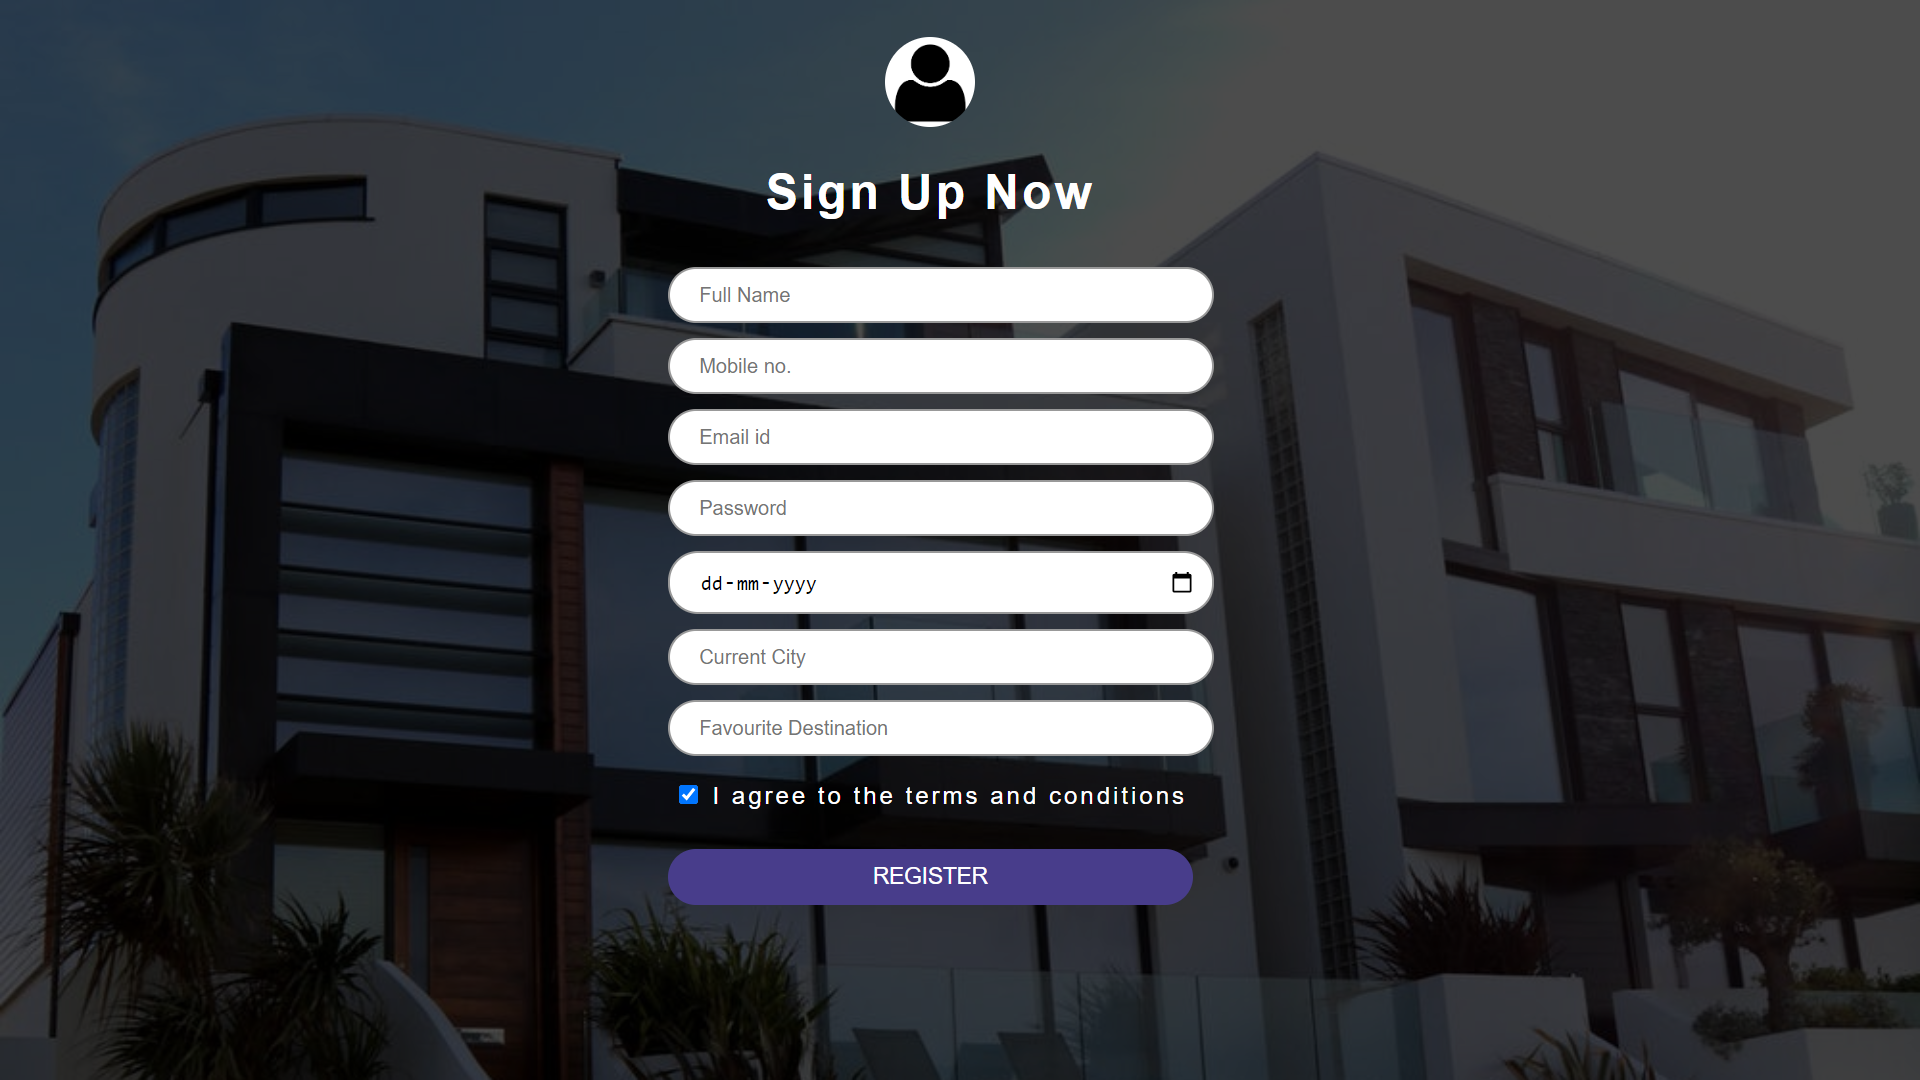 Sign Up Now
Full Name
Mobile no.
Email id
Password
dd-mm-yyyy
Current City
Favourite Destination
I agree to the terms and conditions
REGISTER